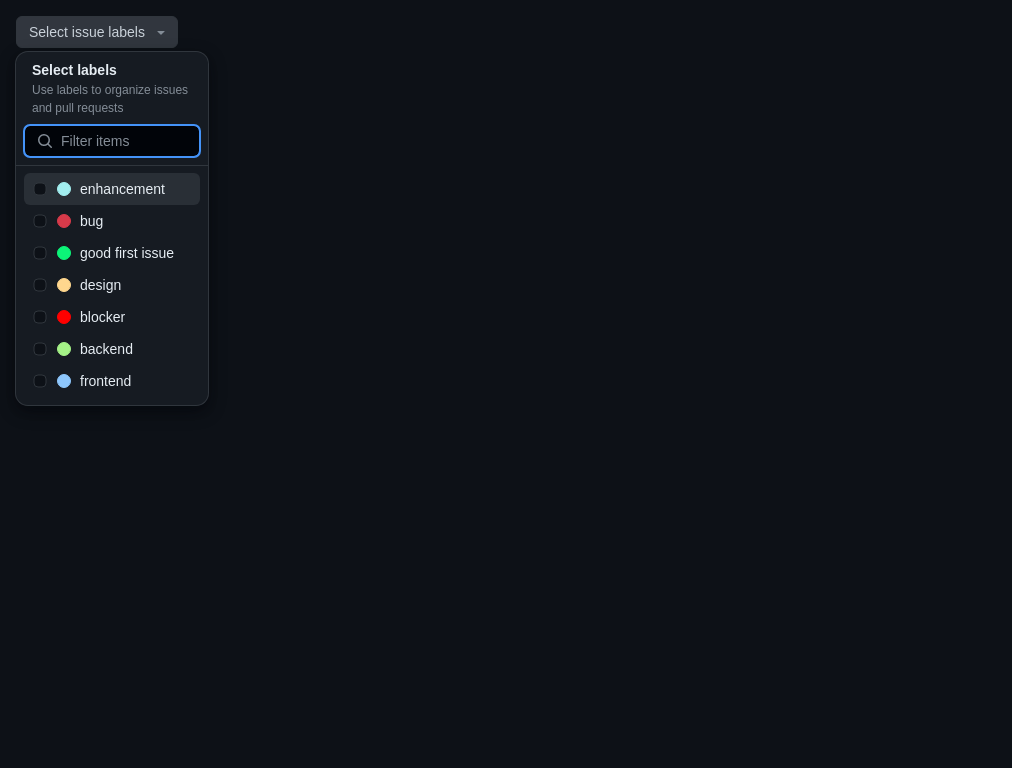 Select issue labels
Select labels
Use labels to organize issues
and pull requests
Filter items
enhancement
bug
good first issue
design
blocker
backend
frontend